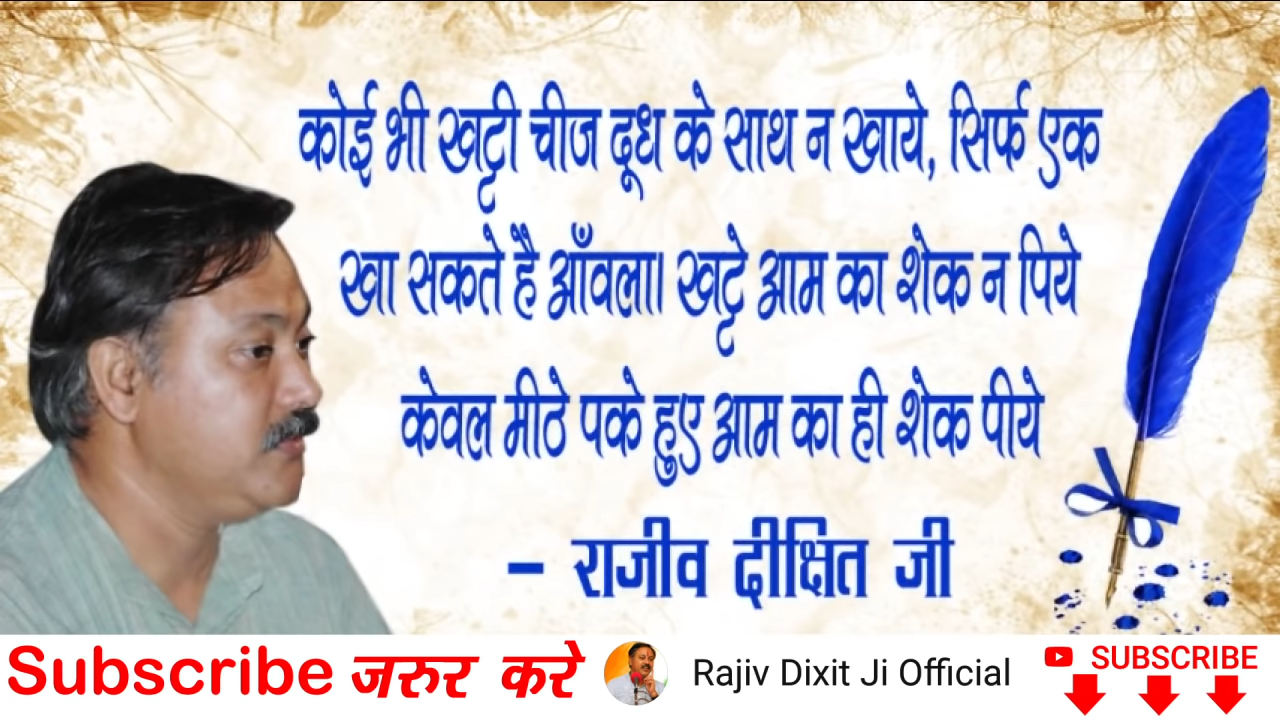 कोई भी खट्टी चीज दूध के साथ न खाये, सिर्फ एक
खा सकते है आँवला। खट्टे आम का शेक न पिये
केवल मीठे पके हुए आम का ही शेक पीये
– राजीव दीक्षित जी
Subscribe जरुर करे Rajiv Dixit Ji Official SUBSCRIBE